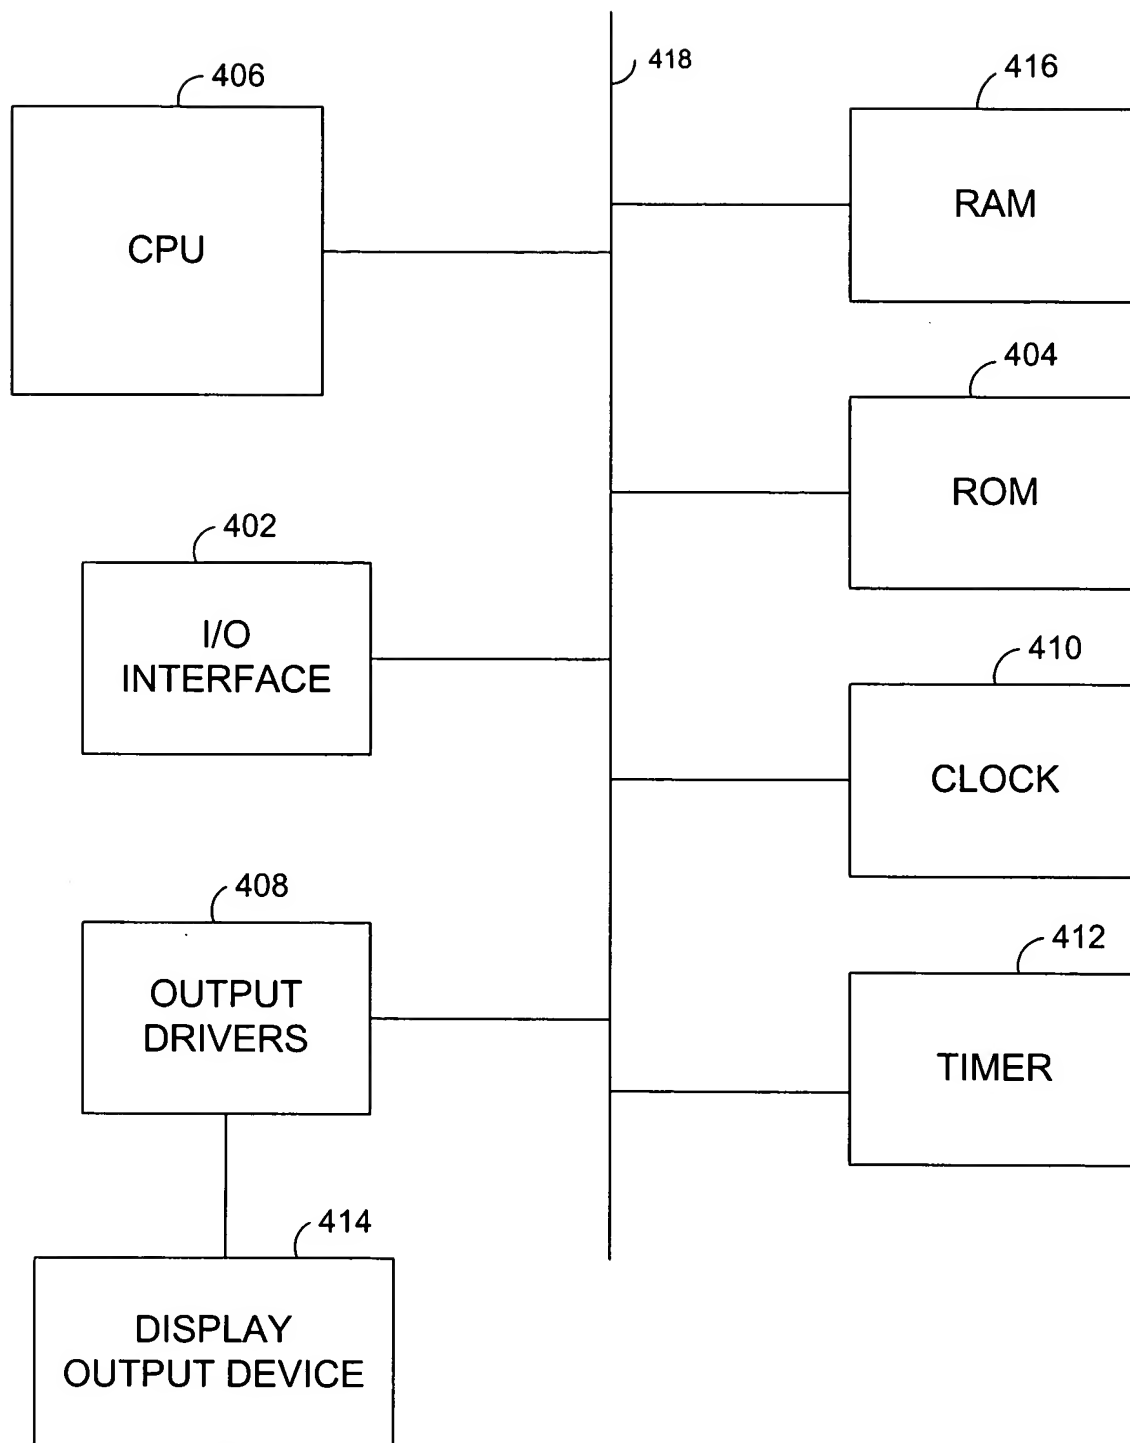 406
CPU
418
416
RAM
404
ROM
402
I/O
INTERFACE
410
CLOCK
408
OUTPUT
DRIVERS
412
TIMER
414
DISPLAY
OUTPUT DEVICE